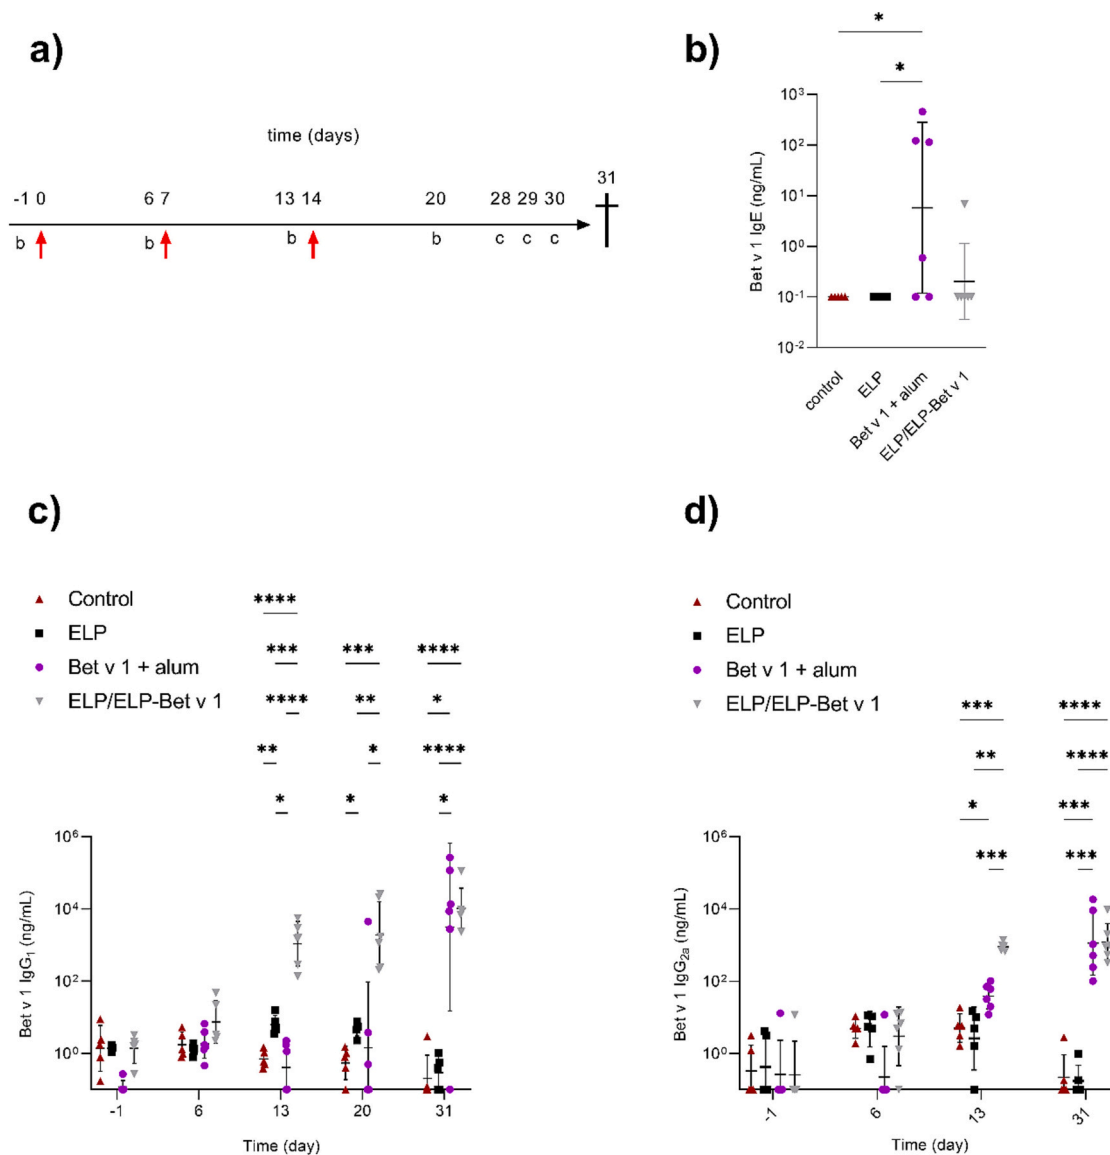 a)
time (days)
-1 0 6 7 13 14 20 28 29 30 31
b b b b c c c
b)
* 
*
Bet v 1 IgE (ng/mL)
10³
10²
10¹
10⁰
10⁻¹
10⁻²
control
ELP
Bet v 1 + alum
ELP/ELP-Bet v 1
c)
Control
ELP
Bet v 1 + alum
ELP/ELP-Bet v 1
****
*** *** ****
**** ** *
** * ****
* * *
Bet v 1 IgG₁ (ng/mL)
10⁶
10⁴
10²
10⁰
-1 6 13 20 31
Time (day)
d)
Control
ELP
Bet v 1 + alum
ELP/ELP-Bet v 1
*** ****
** ****
* ***
*** ***
Bet v 1 IgG₂ₐ (ng/mL)
10⁶
10⁴
10²
10⁰
-1 6 13 31
Time (day)